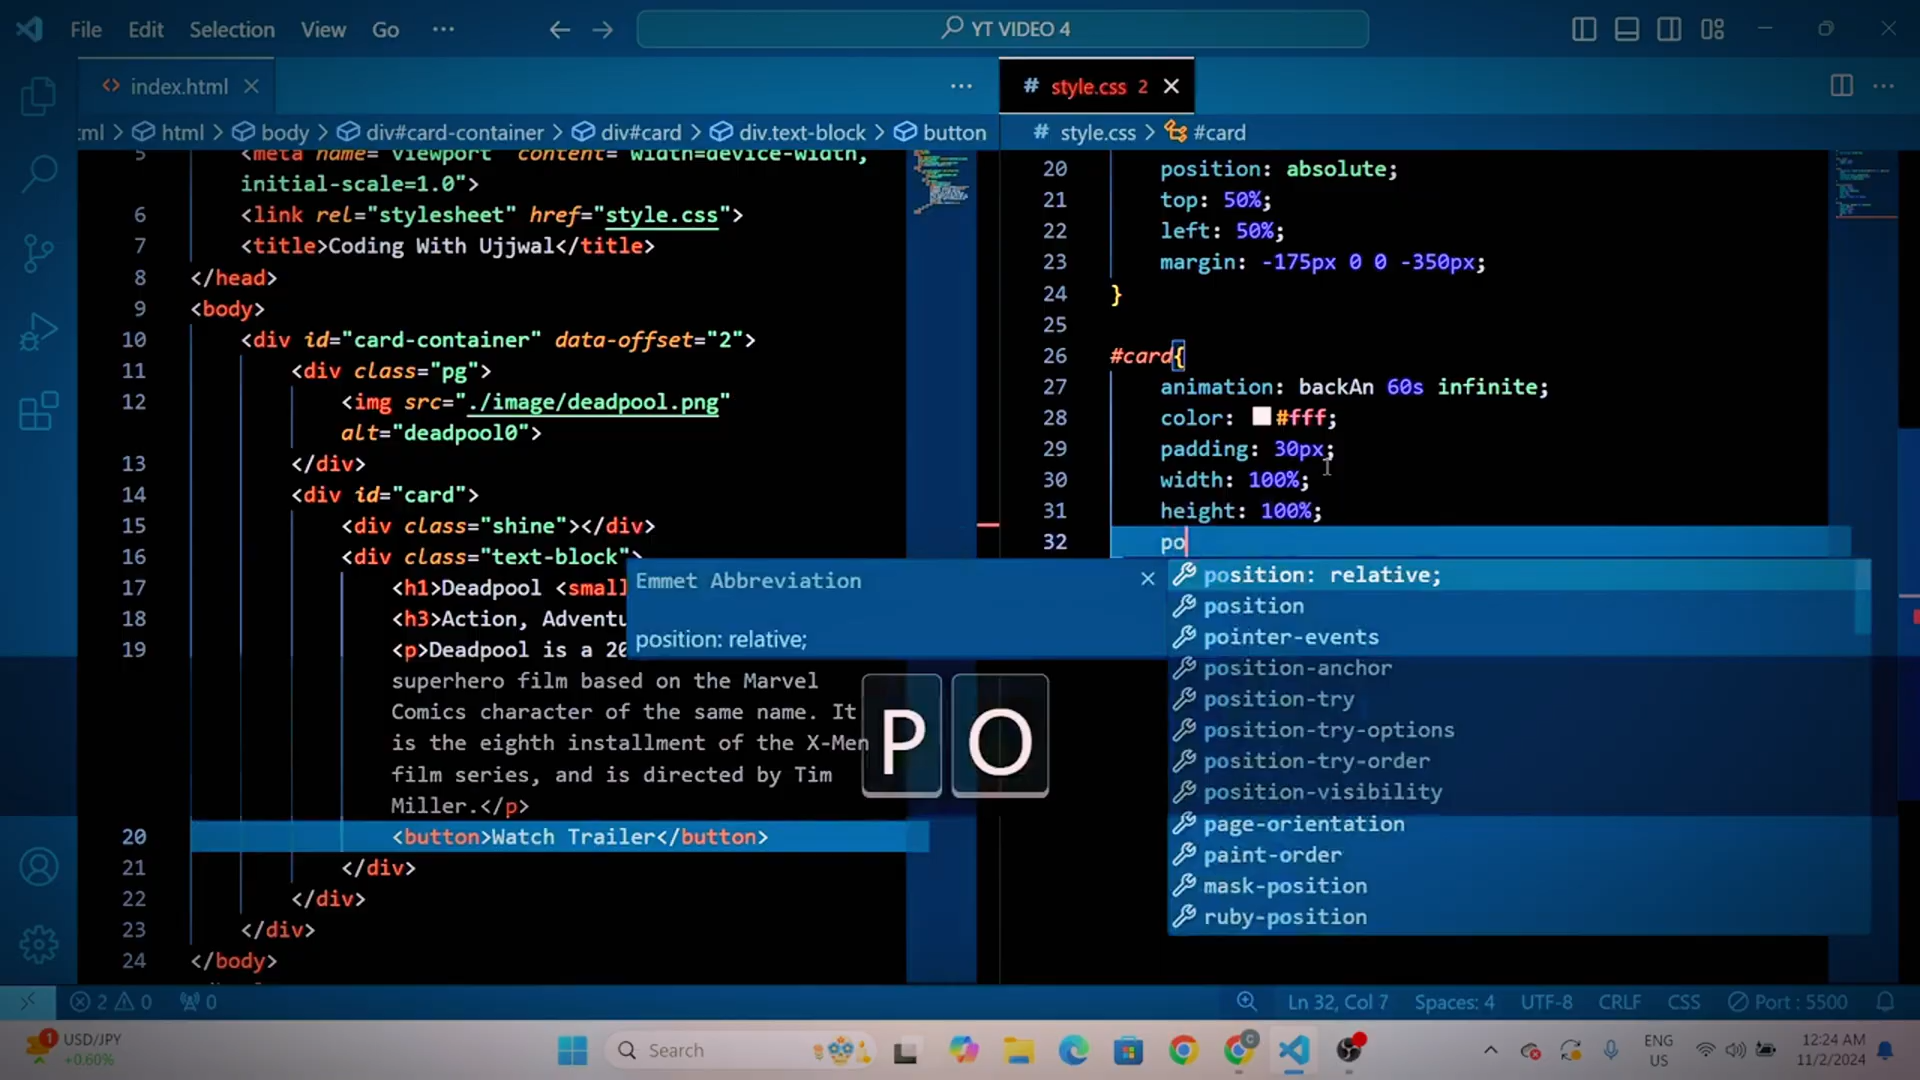 File Edit Selection View Go ···
YT VIDEO 4
index.html
# style.css 2
ml > html > body > div#card-container > div#card > div.text-block > button
# style.css > #card
5 <meta name="viewport" content="width=device-width,
initial-scale=1.0">
6 <link rel="stylesheet" href="style.css">
7 <title>Coding With Ujjwal</title>
8 </head>
9 <body>
10 <div id="card-container" data-offset="2">
11 <div class="pg">
12 <img src="./image/deadpool.png"
alt="deadpool0">
13 </div>
14 <div id="card">
15 <div class="shine"></div>
16 <div class="text-block">
17 <h1>Deadpool <small
18 <h3>Action, Adventu
19 <p>Deadpool is a 20
superhero film based on the Marvel
Comics character of the same name. It
is the eighth installment of the X-Men
film series, and is directed by Tim
Miller.</p>
20 <button>Watch Trailer</button>
21 </div>
22 </div>
23 </div>
24 </body>
20 position: absolute;
21 top: 50%;
22 left: 50%;
23 margin: -175px 0 0 -350px;
24 }
25
26 #card{
27 animation: backAn 60s infinite;
28 color: #fff;
29 padding: 30px;
30 width: 100%;
31 height: 100%;
32 po
Emmet Abbreviation
position: relative;
position: relative;
position
pointer-events
position-anchor
position-try
position-try-options
position-try-order
position-visibility
page-orientation
paint-order
mask-position
ruby-position
P O
2 0 0
Ln 32, Col 7 Spaces: 4 UTF-8 CRLF CSS Port : 5500
1 USD/JPY
+0.60%
Search
C
ENG
US
12:24 AM
11/2/2024